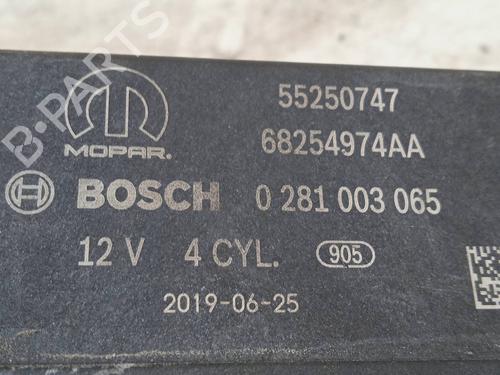 B-PARTS
55250747
MOPAR.
68254974AA
BOSCH 0 281 003 065
12 V 4 CYL. 905
2019-06-25